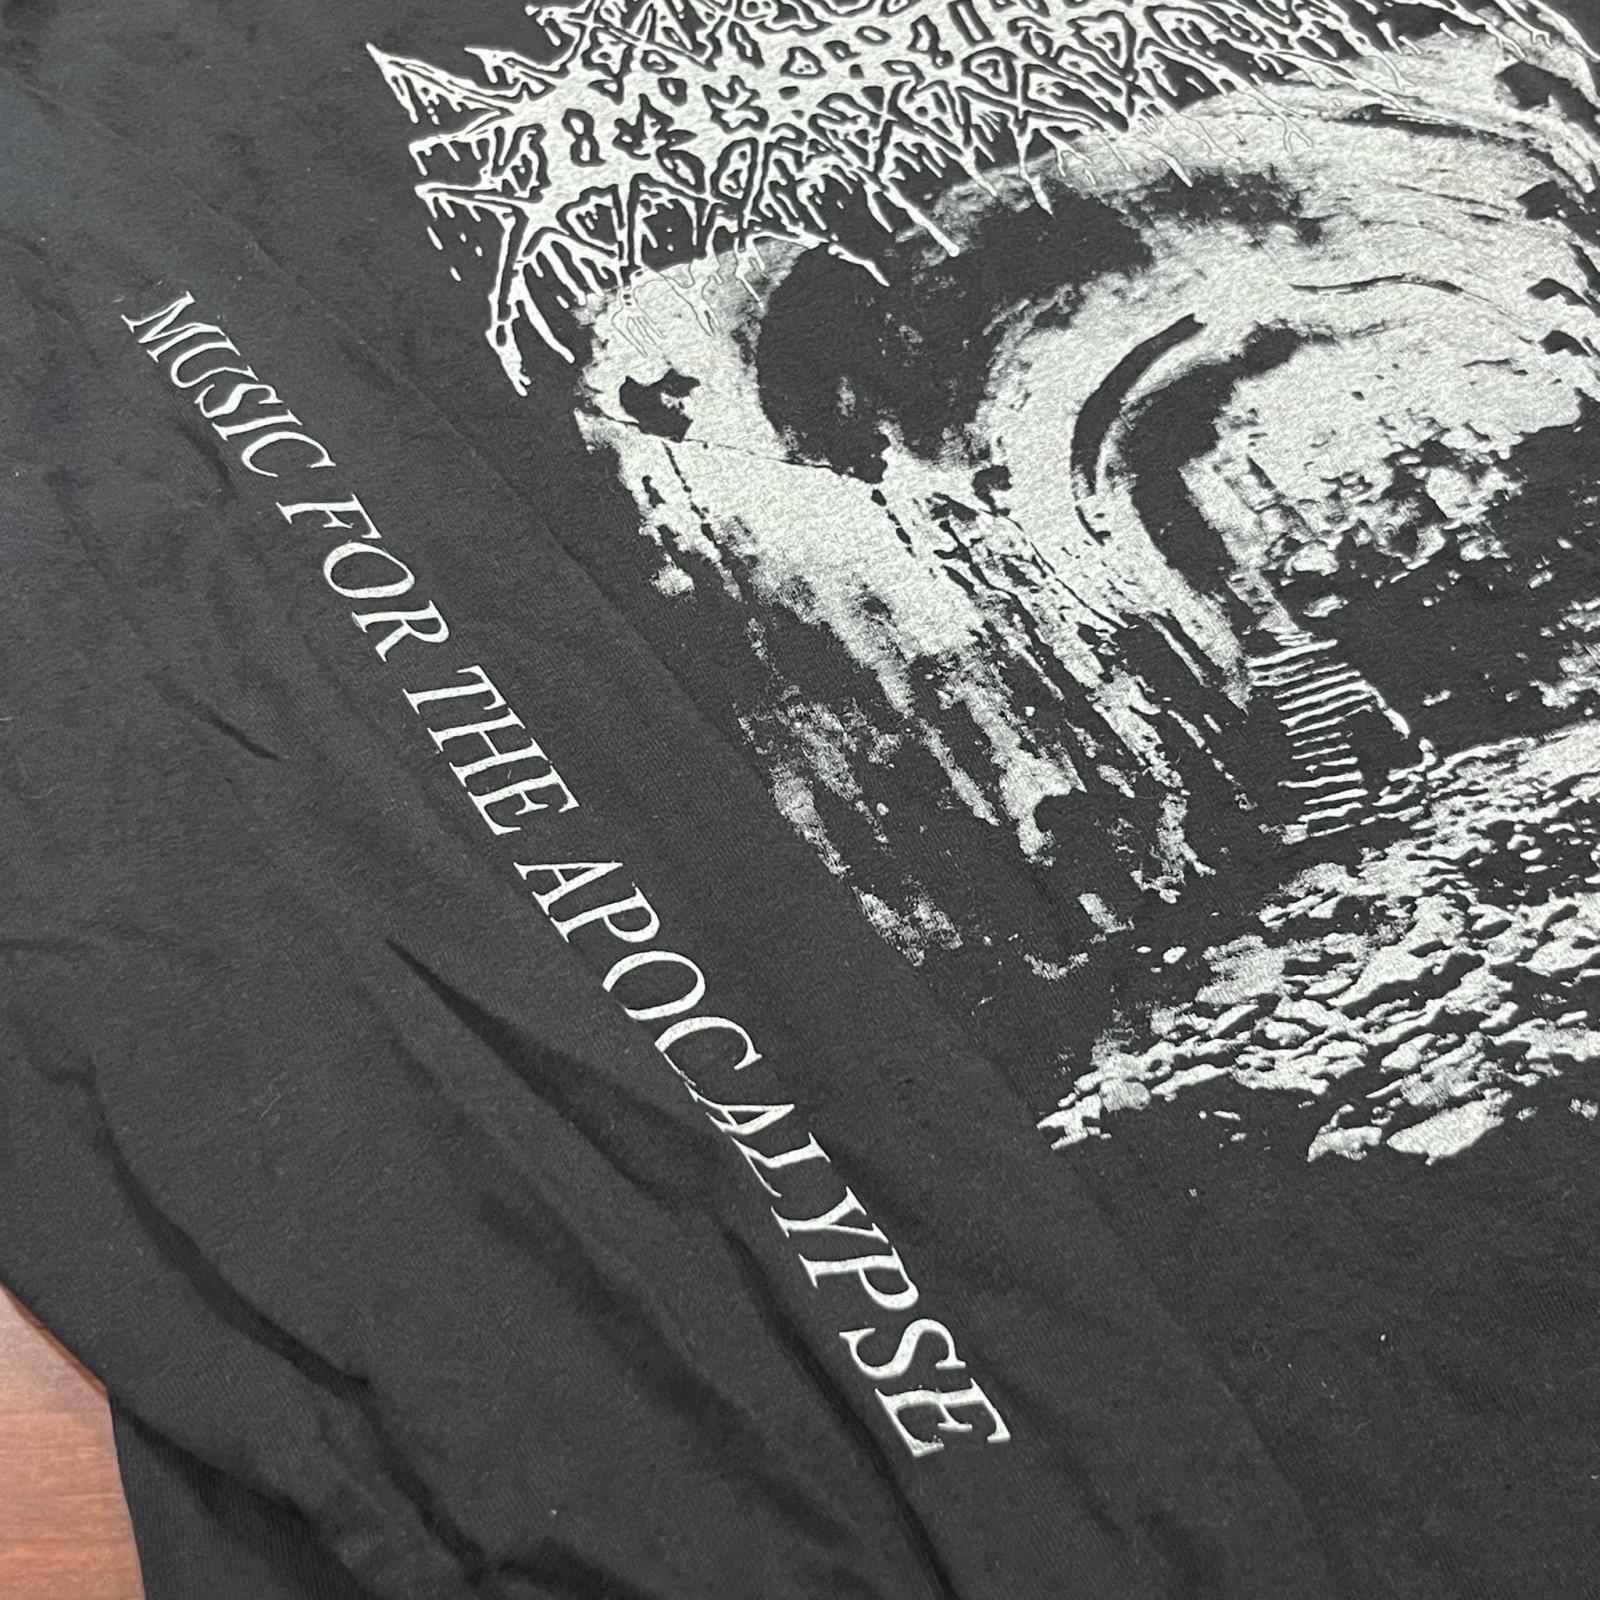 MUSIC FOR THE APOCALYPSE